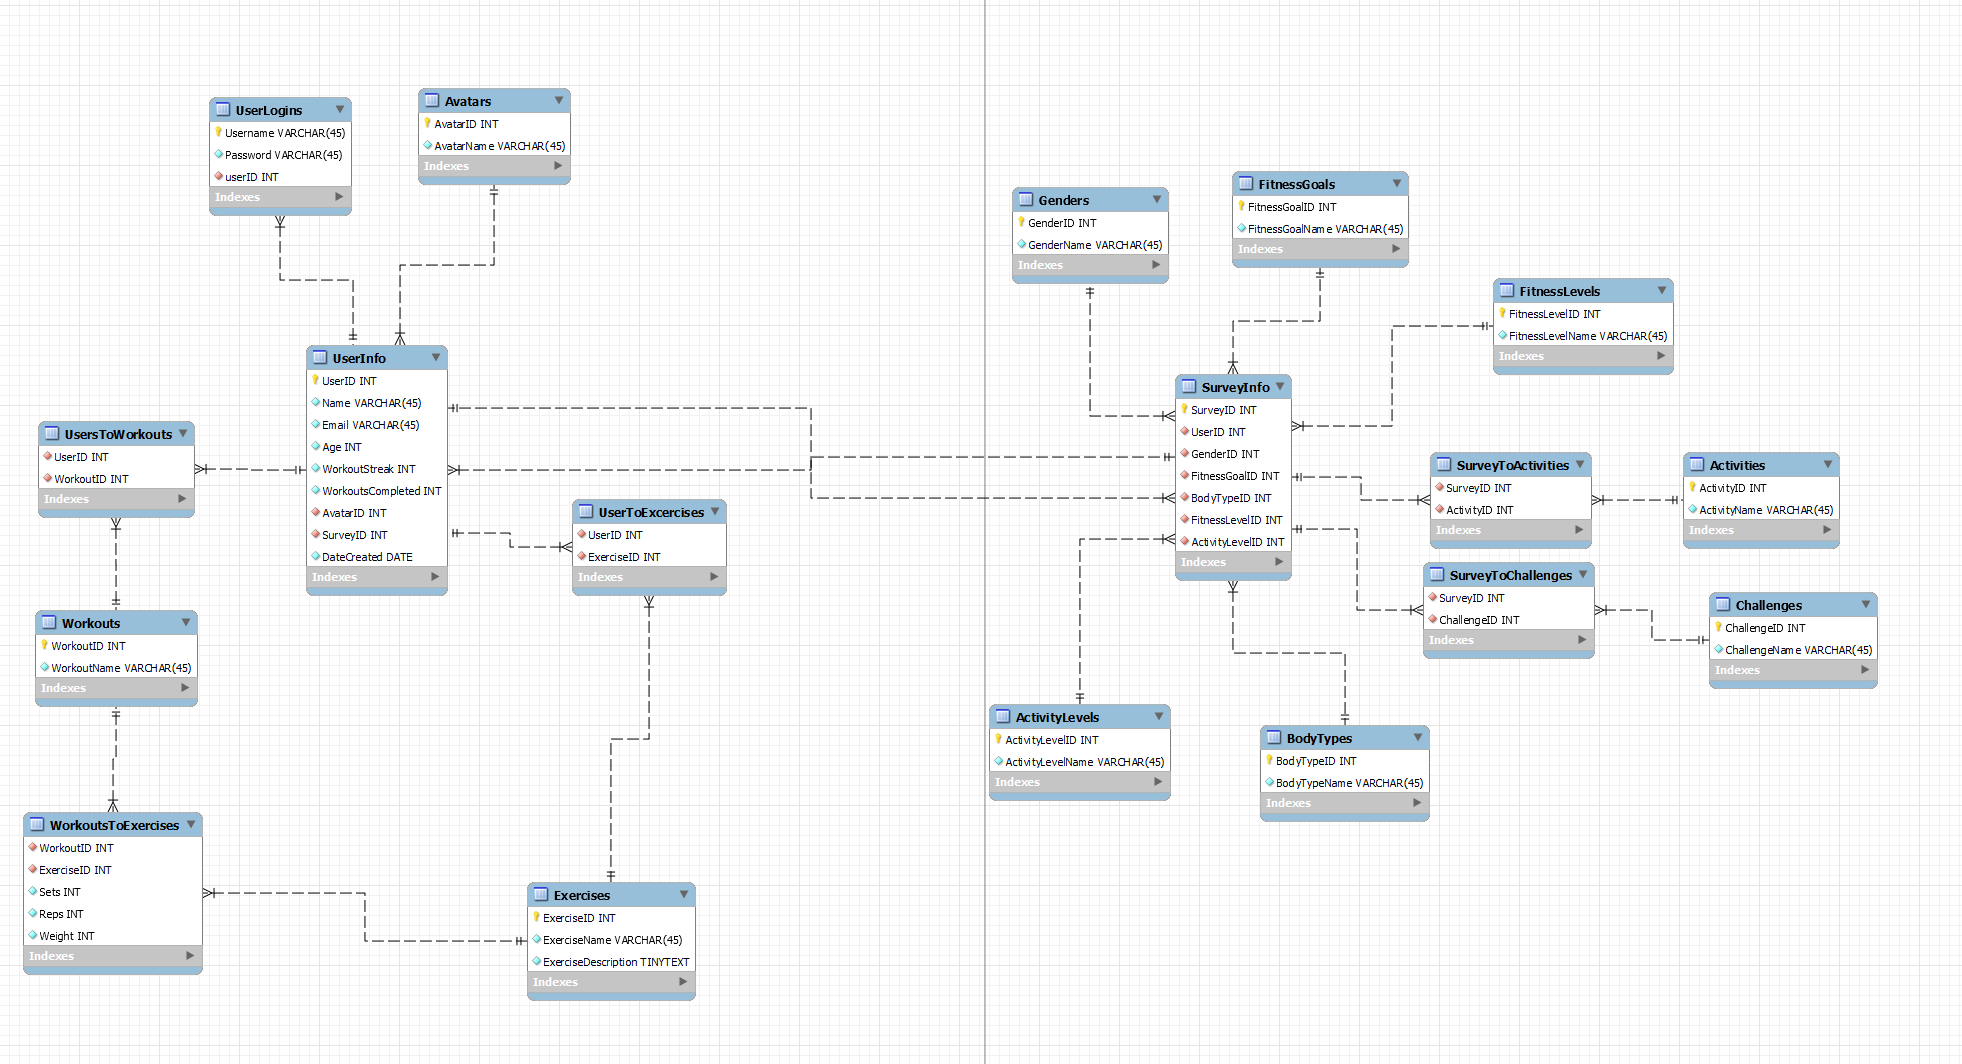 UserLogins
Username VARCHAR(45)
Password VARCHAR(45)
userID INT
Indexes
Avatars
AvatarID INT
AvatarName VARCHAR(45)
Indexes
Genders
GenderID INT
GenderName VARCHAR(45)
Indexes
FitnessGoals
FitnessGoalID INT
FitnessGoalName VARCHAR(45)
Indexes
FitnessLevels
FitnessLevelID INT
FitnessLevelName VARCHAR(45)
Indexes
UserInfo
UserID INT
Name VARCHAR(45)
Email VARCHAR(45)
Age INT
WorkoutStreak INT
WorkoutsCompleted INT
AvatarID INT
SurveyID INT
DateCreated DATE
Indexes
SurveyInfo
SurveyID INT
UserID INT
GenderID INT
FitnessGoalID INT
BodyTypeID INT
FitnessLevelID INT
ActivityLevelID INT
Indexes
UsersToWorkouts
UserID INT
WorkoutID INT
Indexes
UserToExcercises
UserID INT
ExerciseID INT
Indexes
SurveyToActivities
SurveyID INT
ActivityID INT
Indexes
Activities
ActivityID INT
ActivityName VARCHAR(45)
Indexes
SurveyToChallenges
SurveyID INT
ChallengeID INT
Indexes
Challenges
ChallengeID INT
ChallengeName VARCHAR(45)
Indexes
Workouts
WorkoutID INT
WorkoutName VARCHAR(45)
Indexes
ActivityLevels
ActivityLevelID INT
ActivityLevelName VARCHAR(45)
Indexes
BodyTypes
BodyTypeID INT
BodyTypeName VARCHAR(45)
Indexes
WorkoutsToExercises
WorkoutID INT
ExerciseID INT
Sets INT
Reps INT
Weight INT
Indexes
Exercises
ExerciseID INT
ExerciseName VARCHAR(45)
ExerciseDescription TINYTEXT
Indexes